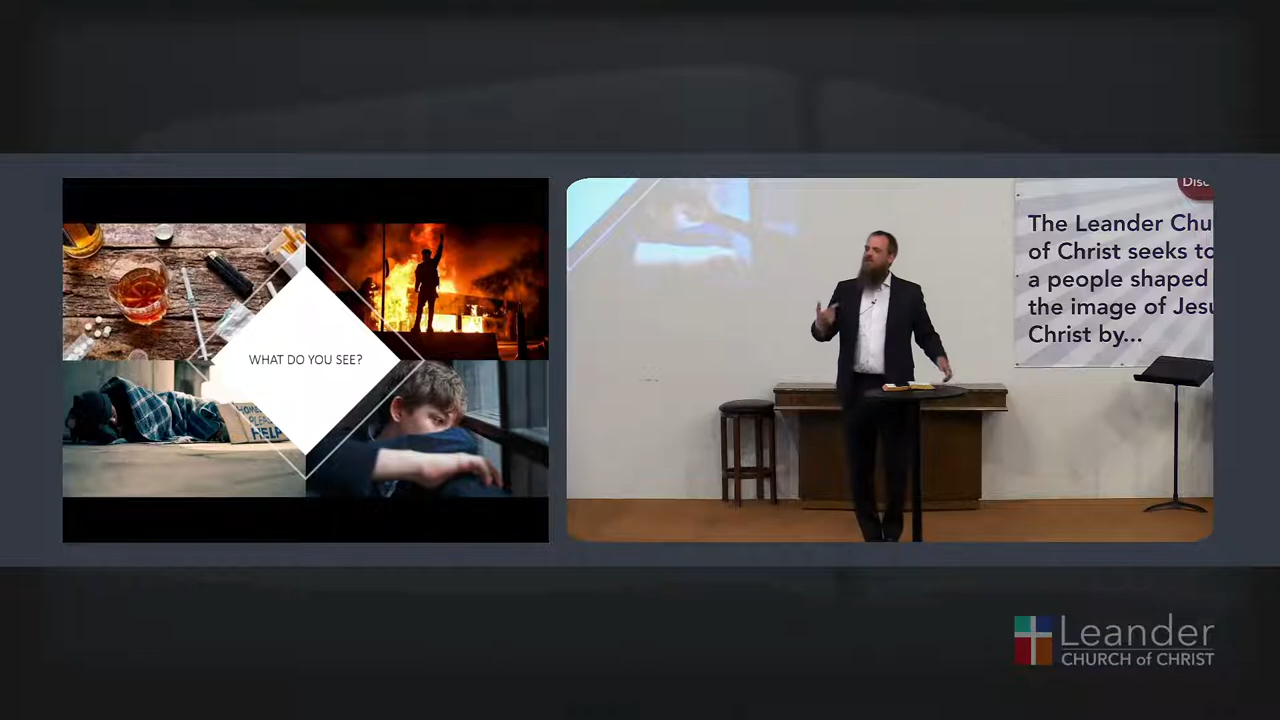 WHAT DO YOU SEE?
HELP
The Leander Chu
of Christ seeks to
a people shaped
the image of Jesu
Christ by...
Leander
CHURCH of CHRIST